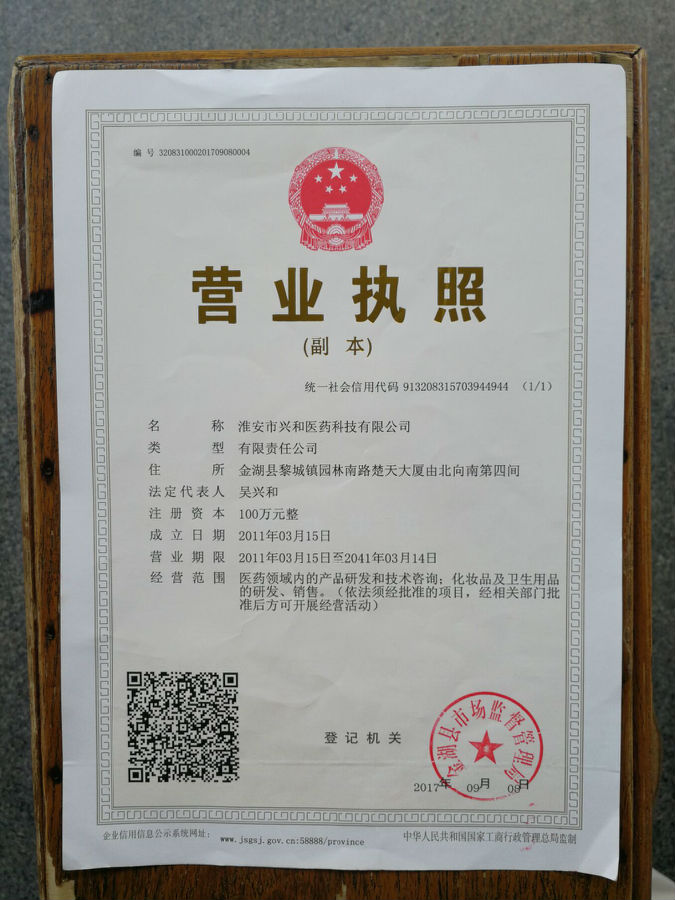 编 号 320831000201709080004
营业执照
(副 本)
统一社会信用代码 913208315703944944 (1/1)
名 称 淮安市兴和医药科技有限公司
类 型 有限责任公司
住 所 金湖县黎城镇园林南路楚天大厦由北向南第四间
法定代表人 吴兴和
注册资本 100万元整
成立日期 2011年03月15日
营业期限 2011年03月15日至2041年03月14日
经营范围 医药领域内的产品研发和技术咨询；化妆品及卫生用品
的研发、销售。（依法须经批准的项目，经相关部门批
准后方可开展经营活动）
登记机关
金湖县市场监督管理局
2017年 09月 08日
企业信用信息公示系统网址： www.jsgsj.gov.cn:58888/province 中华人民共和国国家工商行政管理总局监制